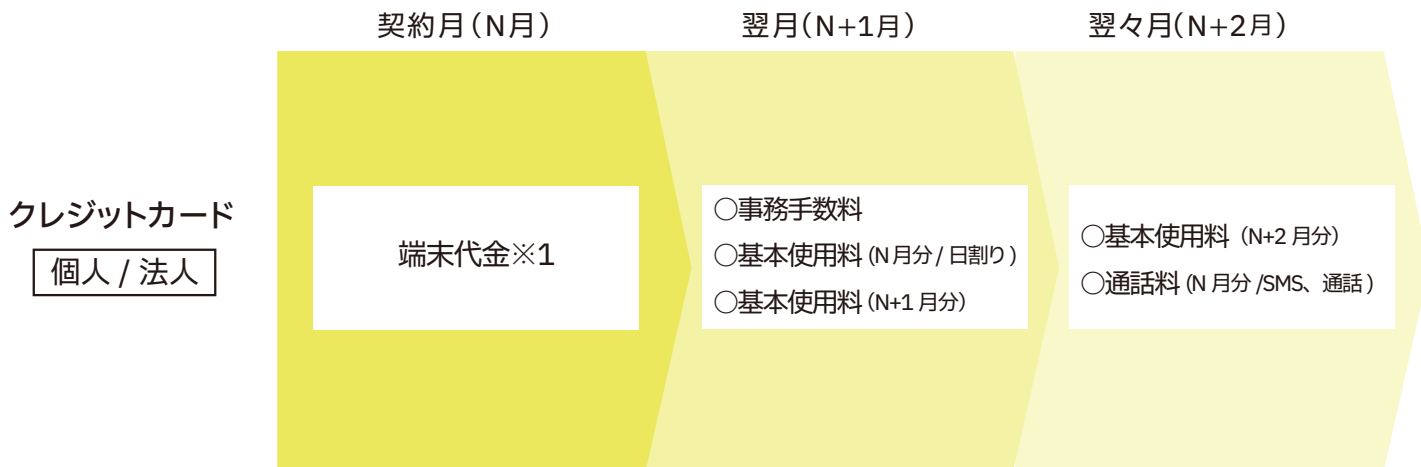 契約月(N月)
翌月(N+1月)
翌々月(N+2月)
クレジットカード
個人 / 法人
端末代金※1
○事務手数料
○基本使用料 (N月分 / 日割り)
○基本使用料 (N+1 月分)
○基本使用料 (N+2 月分)
○通話料 (N 月分 /SMS、通話 )